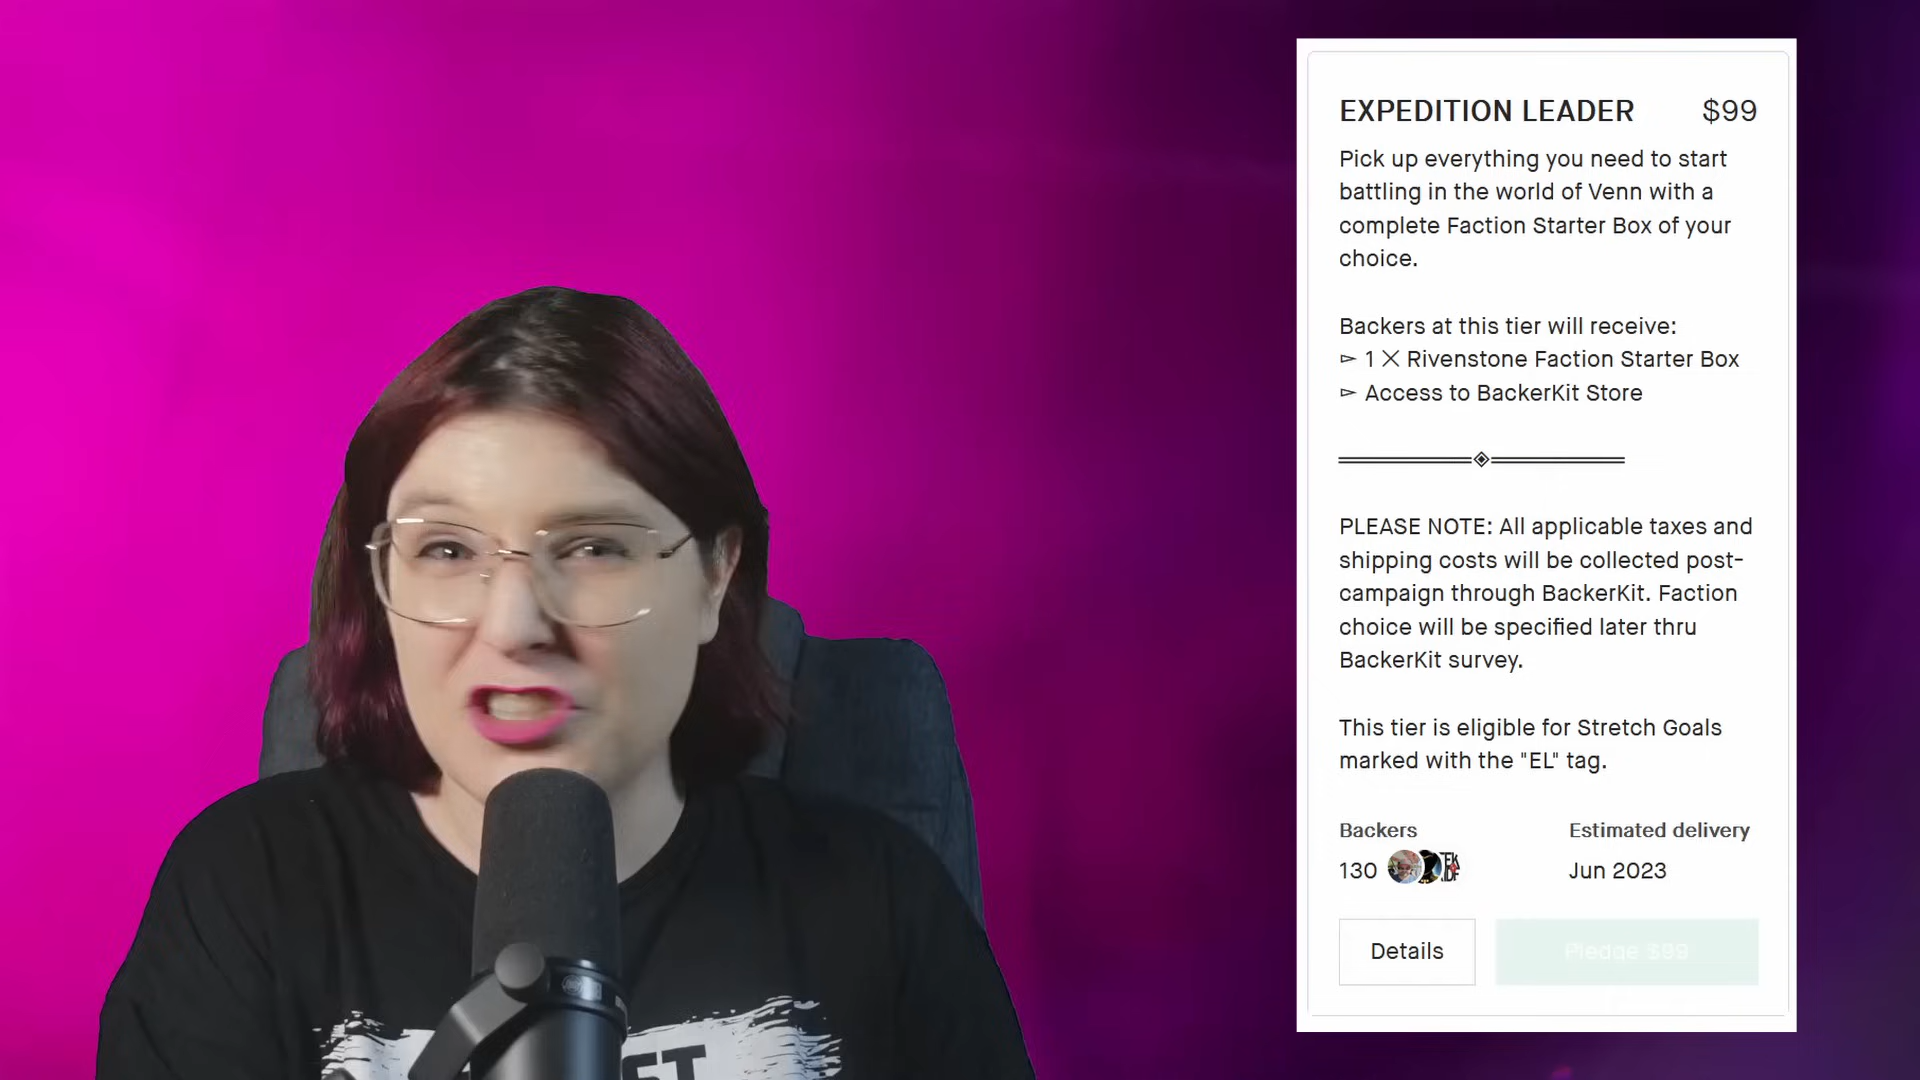 EXPEDITION LEADER $99
Pick up everything you need to start
battling in the world of Venn with a
complete Faction Starter Box of your
choice.
Backers at this tier will receive:
▻ 1 × Rivenstone Faction Starter Box
▻ Access to BackerKit Store
PLEASE NOTE: All applicable taxes and
shipping costs will be collected post-
campaign through BackerKit. Faction
choice will be specified later thru
BackerKit survey.
This tier is eligible for Stretch Goals
marked with the "EL" tag.
Backers Estimated delivery
130 Jun 2023
Details Pledge $99